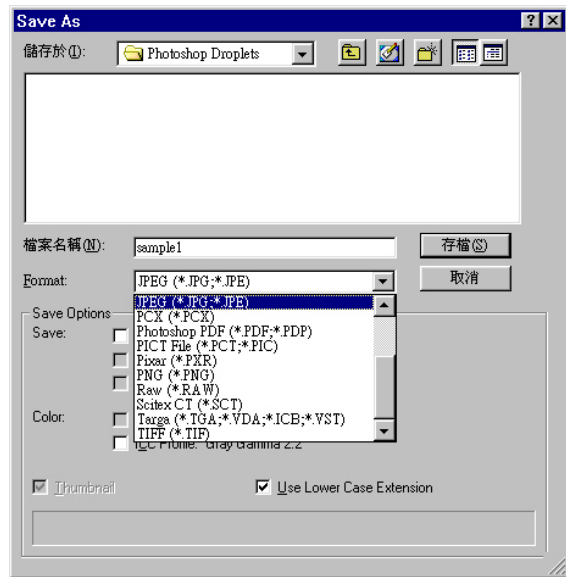 Save As
儲存於(I): Photoshop Droplets
檔案名稱(N): sample1 存檔(S)
Format: JPEG (*.JPG;*.JPE) 取消
JPEG (*.JPG;*.JPE)
Save Options
PCX (*.PCX)
Save: Photoshop PDF (*.PDF;*.PDP)
PICT File (*.PCT;*.PIC)
Pixar (*.PXR)
PNG (*.PNG)
Raw (*.RAW)
Scitex CT (*.SCT)
Color: Targa (*.TGA;*.VDA;*.ICB;*.VST)
TIFF (*.TIF)
ICC Profile: Gray Gamma 2.2
Thumbnail Use Lower Case Extension